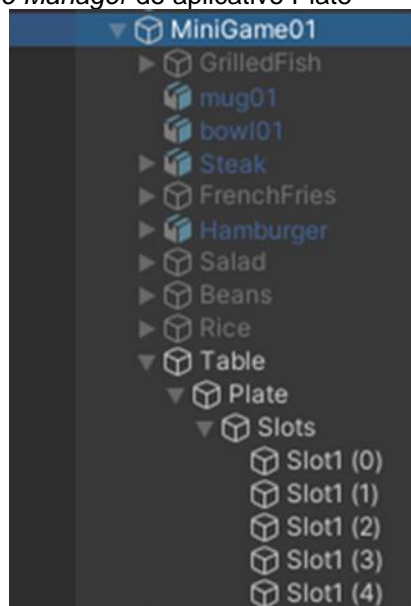 o Manager do aplicativo Plate
MiniGame01
GrilledFish
mug01
bowl01
Steak
FrenchFries
Hamburger
Salad
Beans
Rice
Table
Plate
Slots
Slot1 (0)
Slot1 (1)
Slot1 (2)
Slot1 (3)
Slot1 (4)